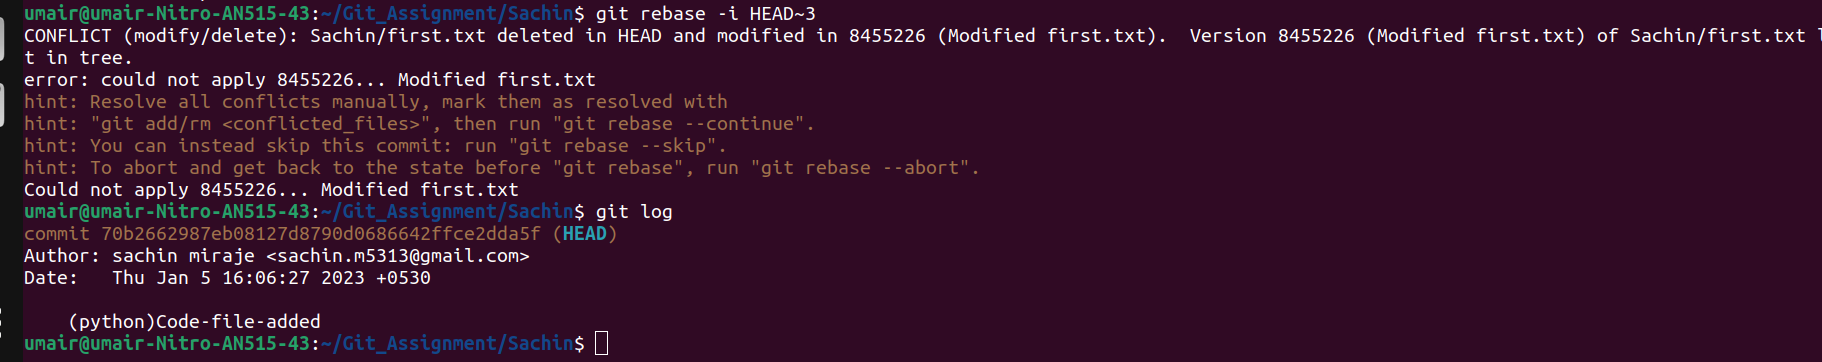 umair@umair-Nitro-AN515-43:~/Git_Assignment/Sachin$ git rebase -i HEAD~3
CONFLICT (modify/delete): Sachin/first.txt deleted in HEAD and modified in 8455226 (Modified first.txt).  Version 8455226 (Modified first.txt) of Sachin/first.txt
t in tree.
error: could not apply 8455226... Modified first.txt
hint: Resolve all conflicts manually, mark them as resolved with
hint: "git add/rm <conflicted_files>", then run "git rebase --continue".
hint: You can instead skip this commit: run "git rebase --skip".
hint: To abort and get back to the state before "git rebase", run "git rebase --abort".
Could not apply 8455226... Modified first.txt
umair@umair-Nitro-AN515-43:~/Git_Assignment/Sachin$ git log
commit 70b2662987eb08127d8790d0686642ffce2dda5f (HEAD)
Author: sachin miraje <sachin.m5313@gmail.com>
Date:   Thu Jan 5 16:06:27 2023 +0530
    (python)Code-file-added
umair@umair-Nitro-AN515-43:~/Git_Assignment/Sachin$